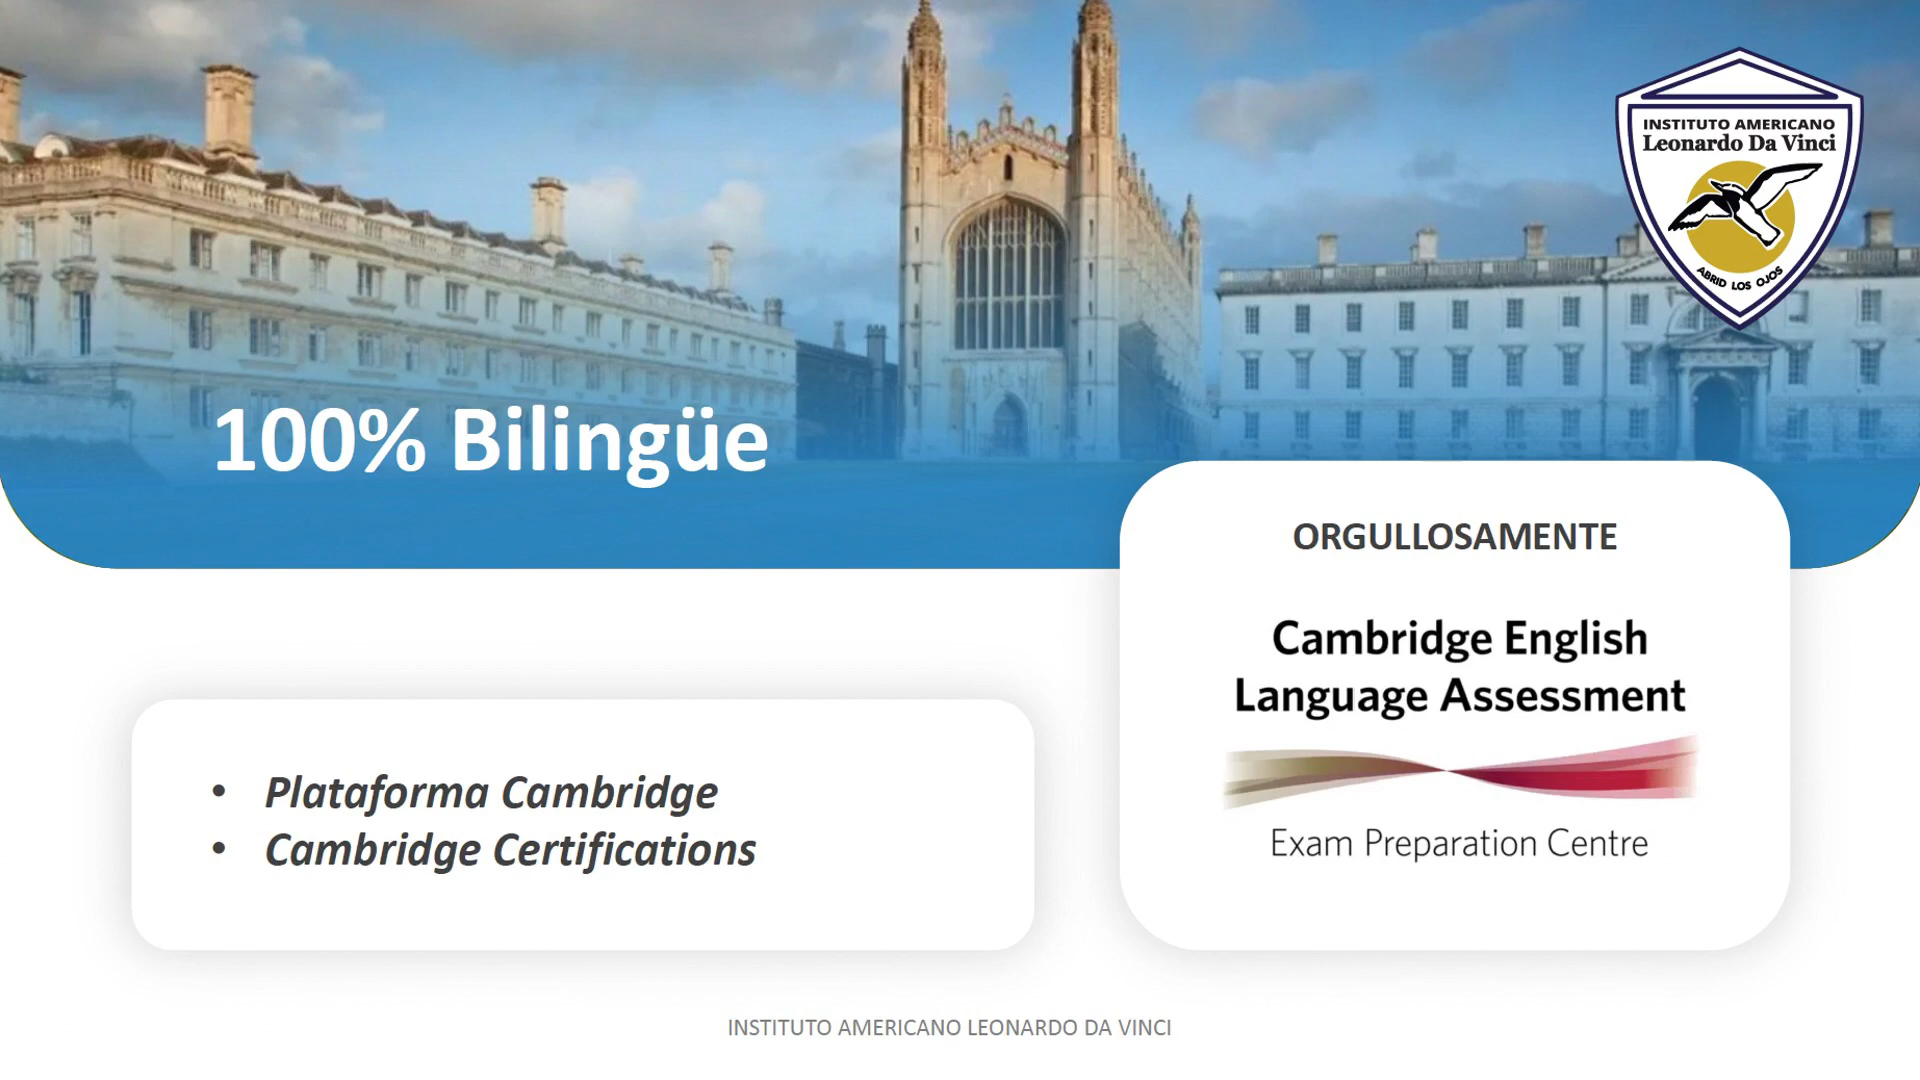 INSTITUTO AMERICANO
Leonardo Da Vinci
ABRID LOS OJOS
100% Bilingüe
ORGULLOSAMENTE
Cambridge English
Language Assessment
Exam Preparation Centre
• Plataforma Cambridge
• Cambridge Certifications
INSTITUTO AMERICANO LEONARDO DA VINCI